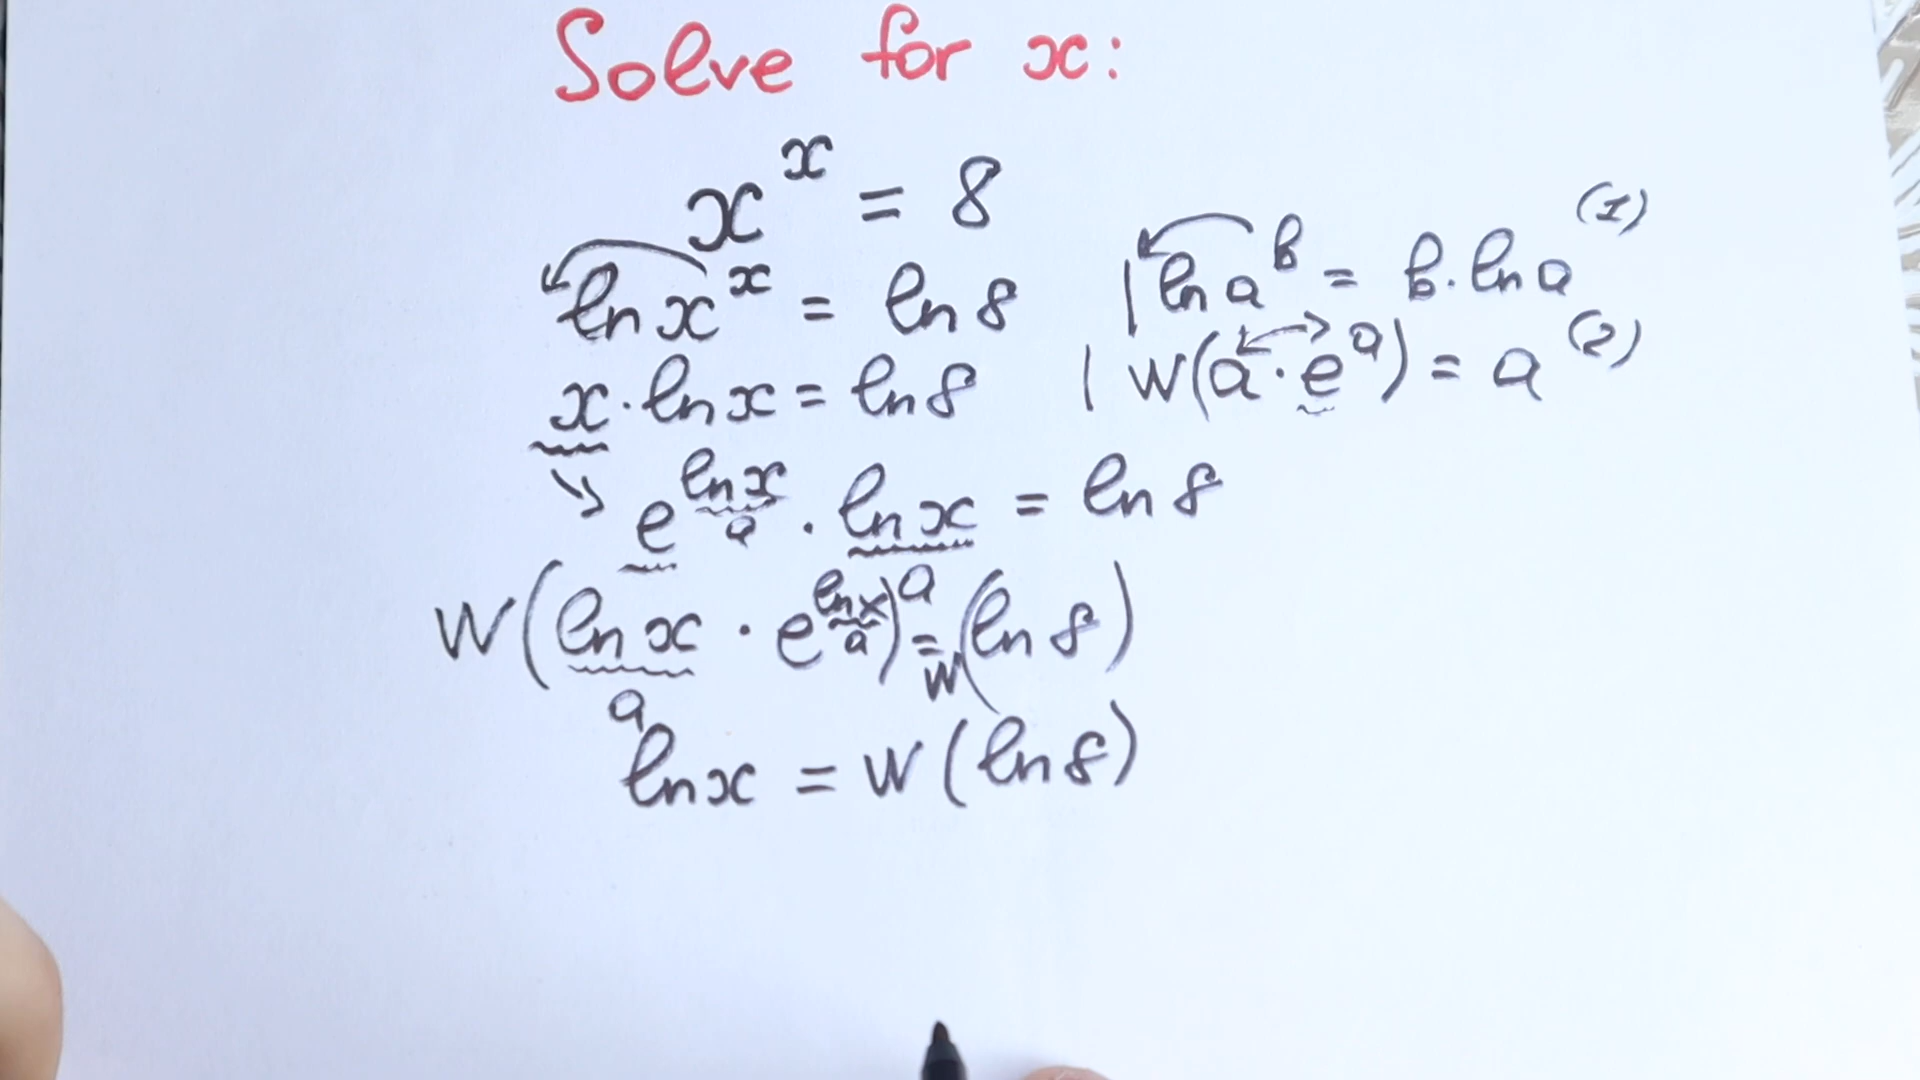 Solve for x:
x^x = 8
ln x^x = ln 8 | ln a^b = b · ln a (1)
x · ln x = ln 8 | W(a · e^a) = a (2)
e^(ln x) · ln x = ln 8
a
W(ln x · e^(ln x)) = W(ln 8)
a a a
ln x = W(ln 8)